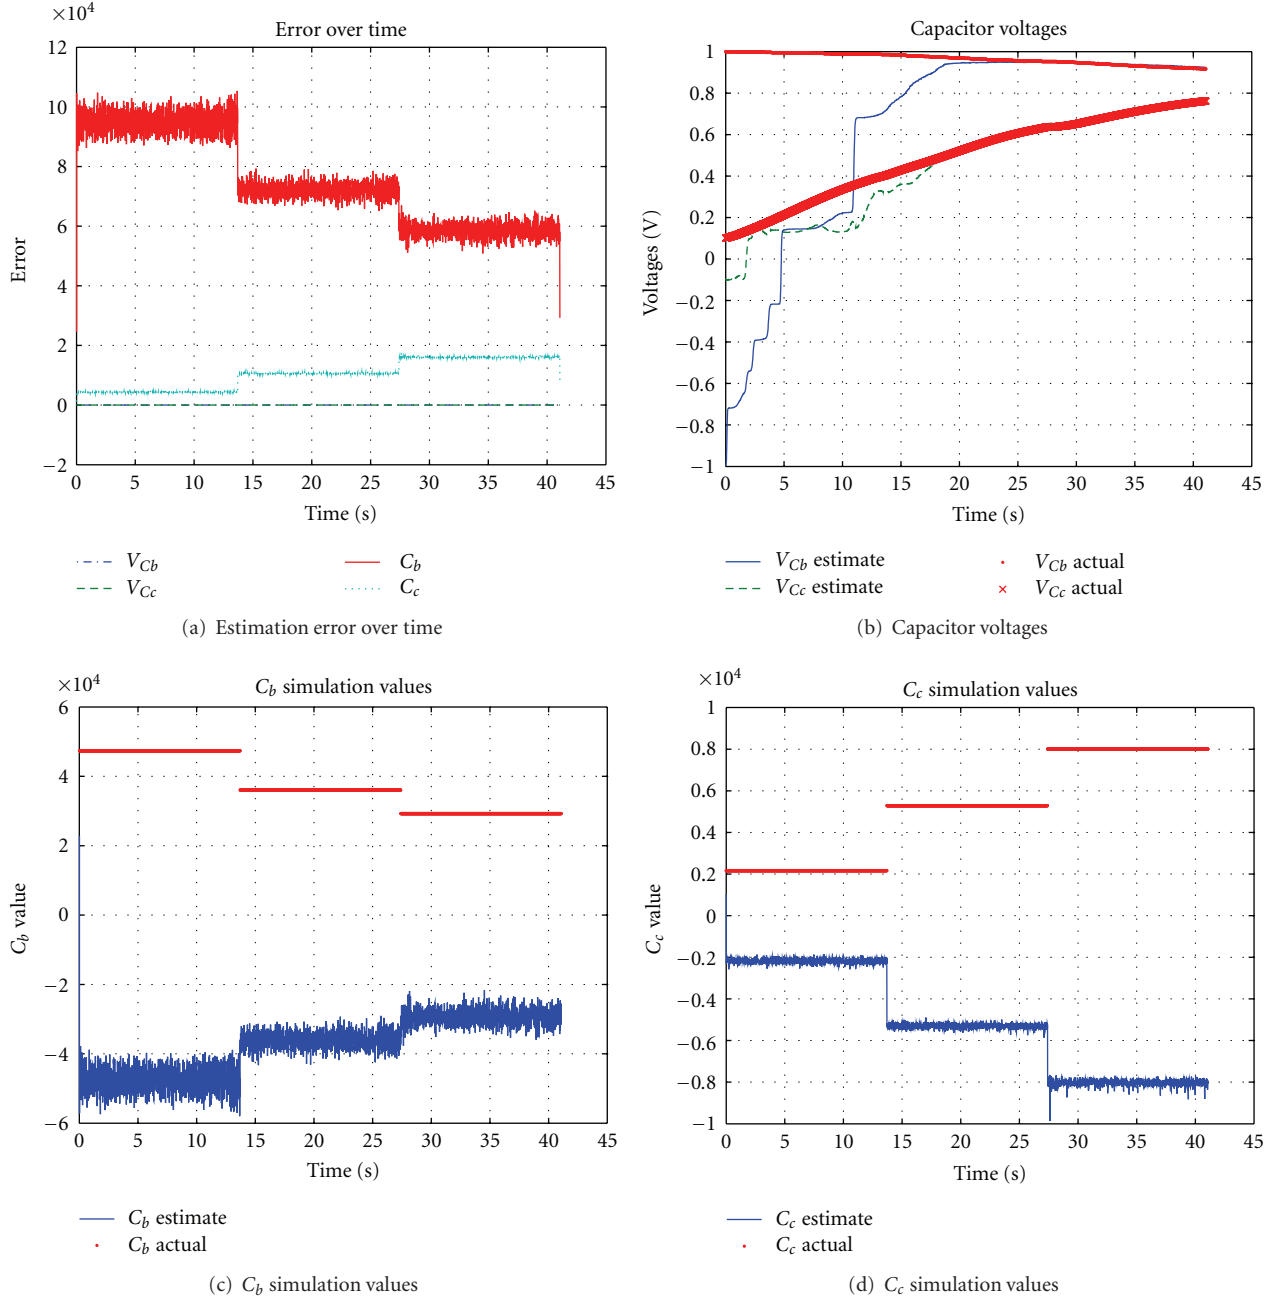 ×10⁴
Error over time
12
10
8
6
4
2
0
−2
Error
0 5 10 15 20 25 30 35 40 45
Time (s)
V_Cb
C_b
V_Cc
C_c
(a) Estimation error over time
Capacitor voltages
1
0.8
0.6
0.4
0.2
0
−0.2
−0.4
−0.6
−0.8
−1
Voltages (V)
0 5 10 15 20 25 30 35 40 45
Time (s)
V_Cb estimate
V_Cb actual
V_Cc estimate
V_Cc actual
(b) Capacitor voltages
×10⁴
C_b simulation values
6
4
2
0
−2
−4
−6
C_b value
0 5 10 15 20 25 30 35 40 45
Time (s)
C_b estimate
C_b actual
(c) C_b simulation values
×10⁴
C_c simulation values
1
0.8
0.6
0.4
0.2
0
−0.2
−0.4
−0.6
−0.8
−1
C_c value
0 5 10 15 20 25 30 35 40 45
Time (s)
C_c estimate
C_c actual
(d) C_c simulation values